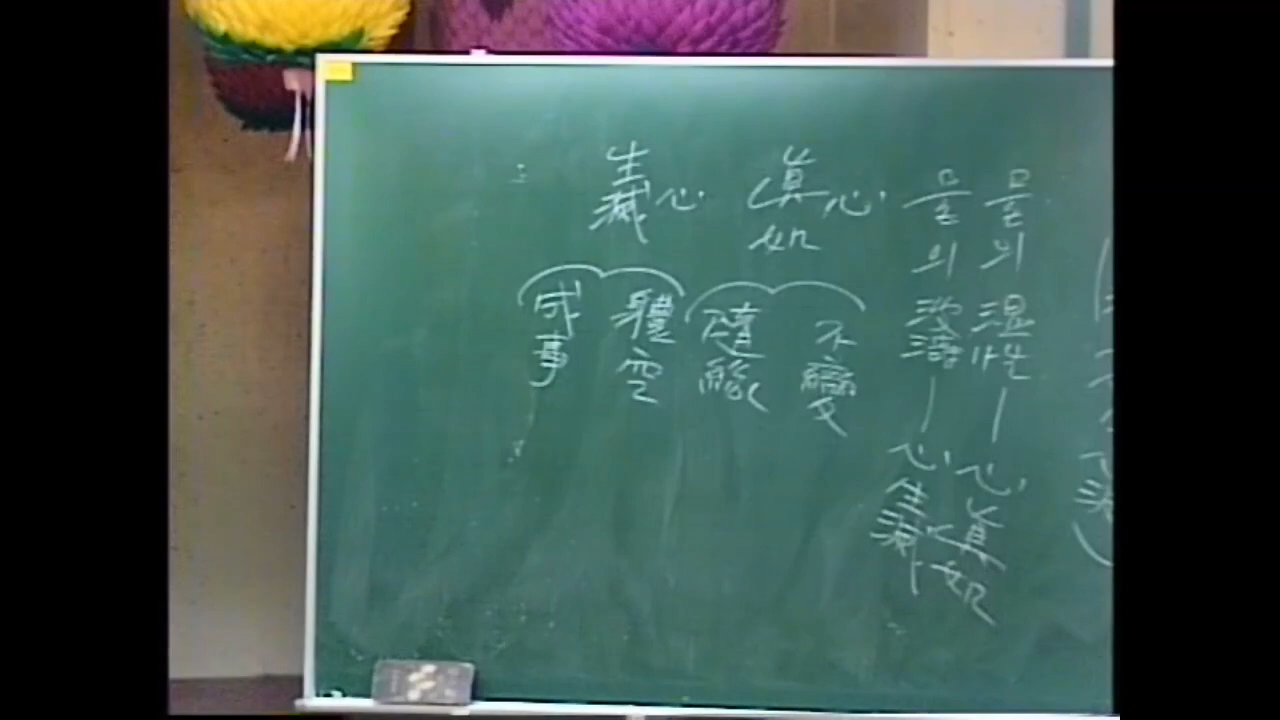 물의 濕性 — 心眞如
물의 波濤 — 心生滅
眞如心
不變
隨緣
生滅心
體空
成事